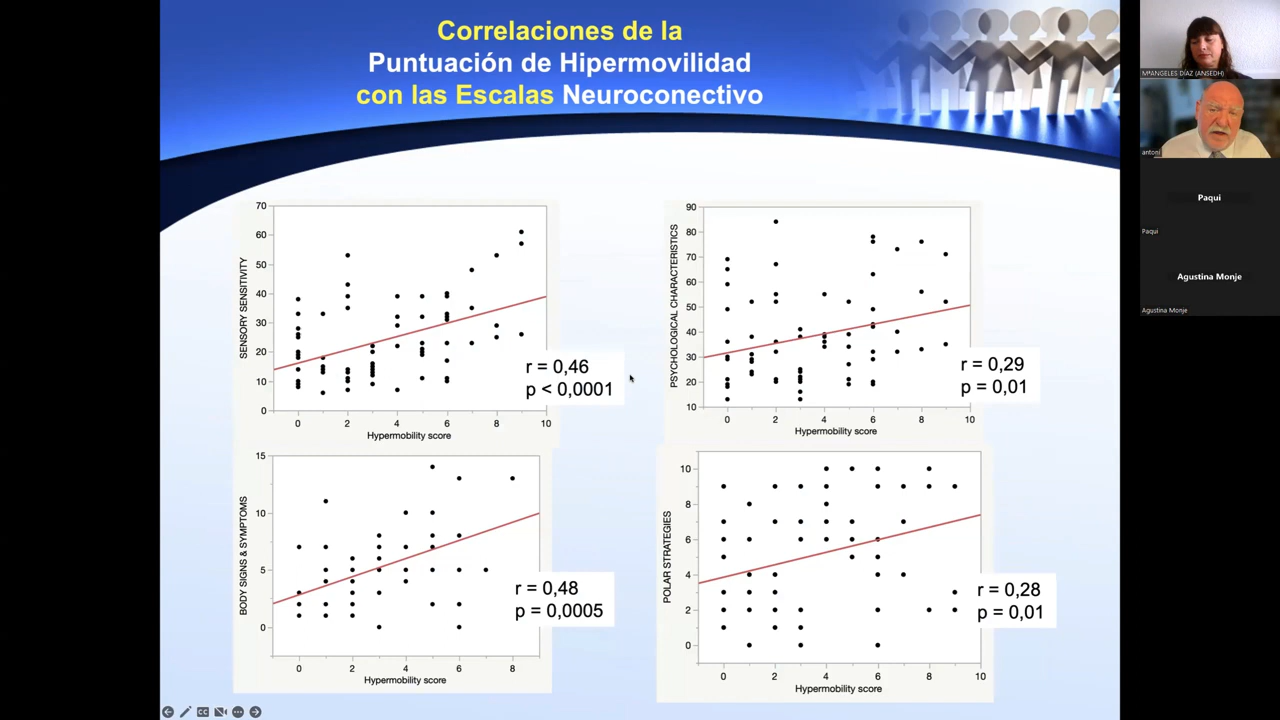 Correlaciones de la
Puntuación de Hipermovilidad
con las Escalas Neuroconectivo
70
60
50
40
30
20
10
0
SENSORY SENSITIVITY
0 2 4 6 8 10
Hypermobility score
r = 0,46
p < 0,0001
90
80
70
60
50
40
30
20
10
PSYCHOLOGICAL CHARACTERISTICS
0 2 4 6 8 10
Hypermobility score
r = 0,29
p = 0,01
15
10
5
0
BODY SIGNS & SYMPTOMS
0 2 4 6 8
Hypermobility score
r = 0,48
p = 0,0005
10
8
6
4
2
0
POLAR STRATEGIES
0 2 4 6 8 10
Hypermobility score
r = 0,28
p = 0,01
MªANGELES DÍAZ (ANSEDH)
antoni
Paqui
Paqui
Agustina Monje
Agustina Monje